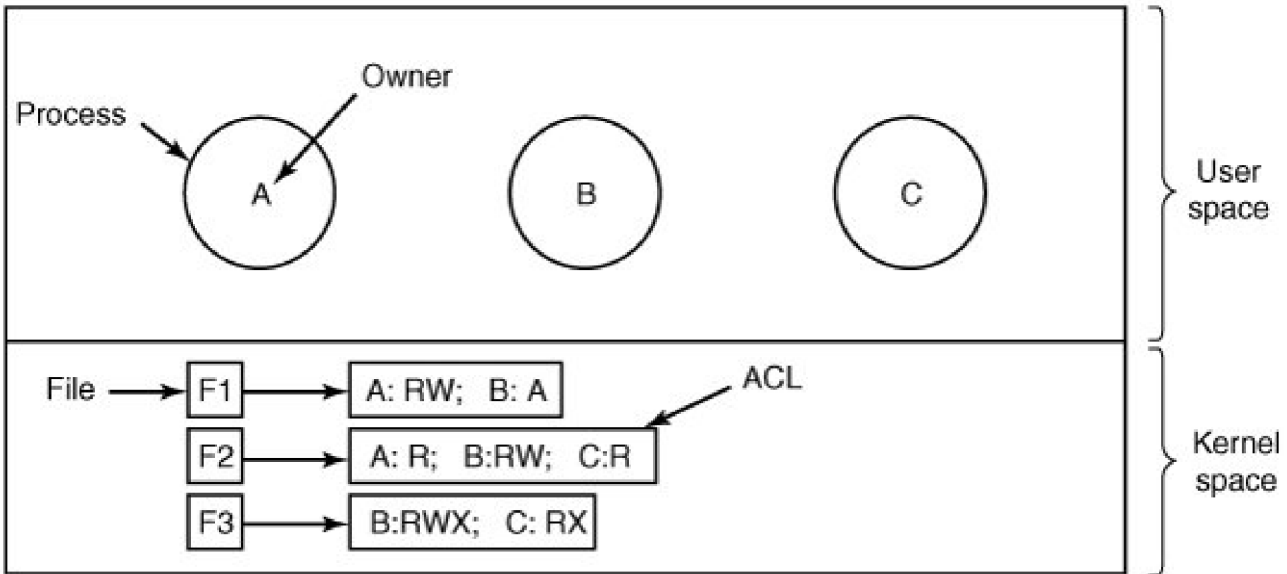 Owner
Process
A
B
C
User
space
File
F1
A: RW; B: A
ACL
F2
A: R; B:RW; C:R
F3
B:RWX; C: RX
Kernel
space